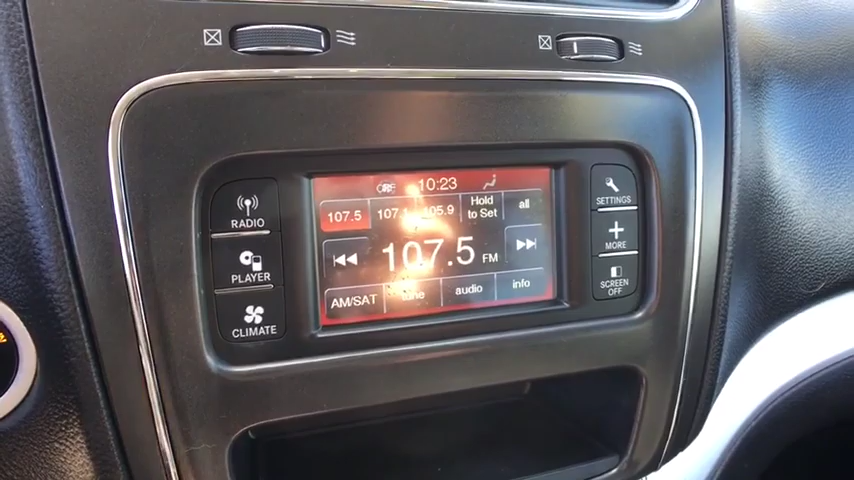 10:23
RADIO
PLAYER
CLIMATE
107.5
107.1
105.9
Hold
to Set
all
107.5 FM
AM/SAT
tune
audio
info
SETTINGS
MORE
SCREEN
OFF